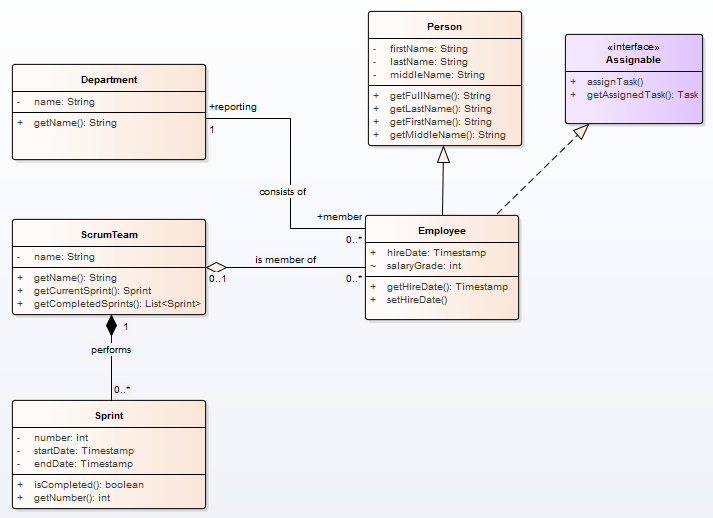 Person
- firstName: String
- lastName: String
- middleName: String
+ getFullName(): String
+ getLastName(): String
+ getFirstName(): String
+ getMiddleName(): String
«interface»
Assignable
+ assignTask()
+ getAssignedTask(): Task
Department
- name: String
+ getName(): String
+reporting
1
consists of
+member
0..*
ScrumTeam
- name: String
+ getName(): String
+ getCurrentSprint(): Sprint
+ getCompletedSprints(): List<Sprint>
0..1
is member of
0..*
Employee
+ hireDate: Timestamp
~ salaryGrade: int
+ getHireDate(): Timestamp
+ setHireDate()
1
performs
0..*
Sprint
- number: int
- startDate: Timestamp
- endDate: Timestamp
+ isCompleted(): boolean
+ getNumber(): int